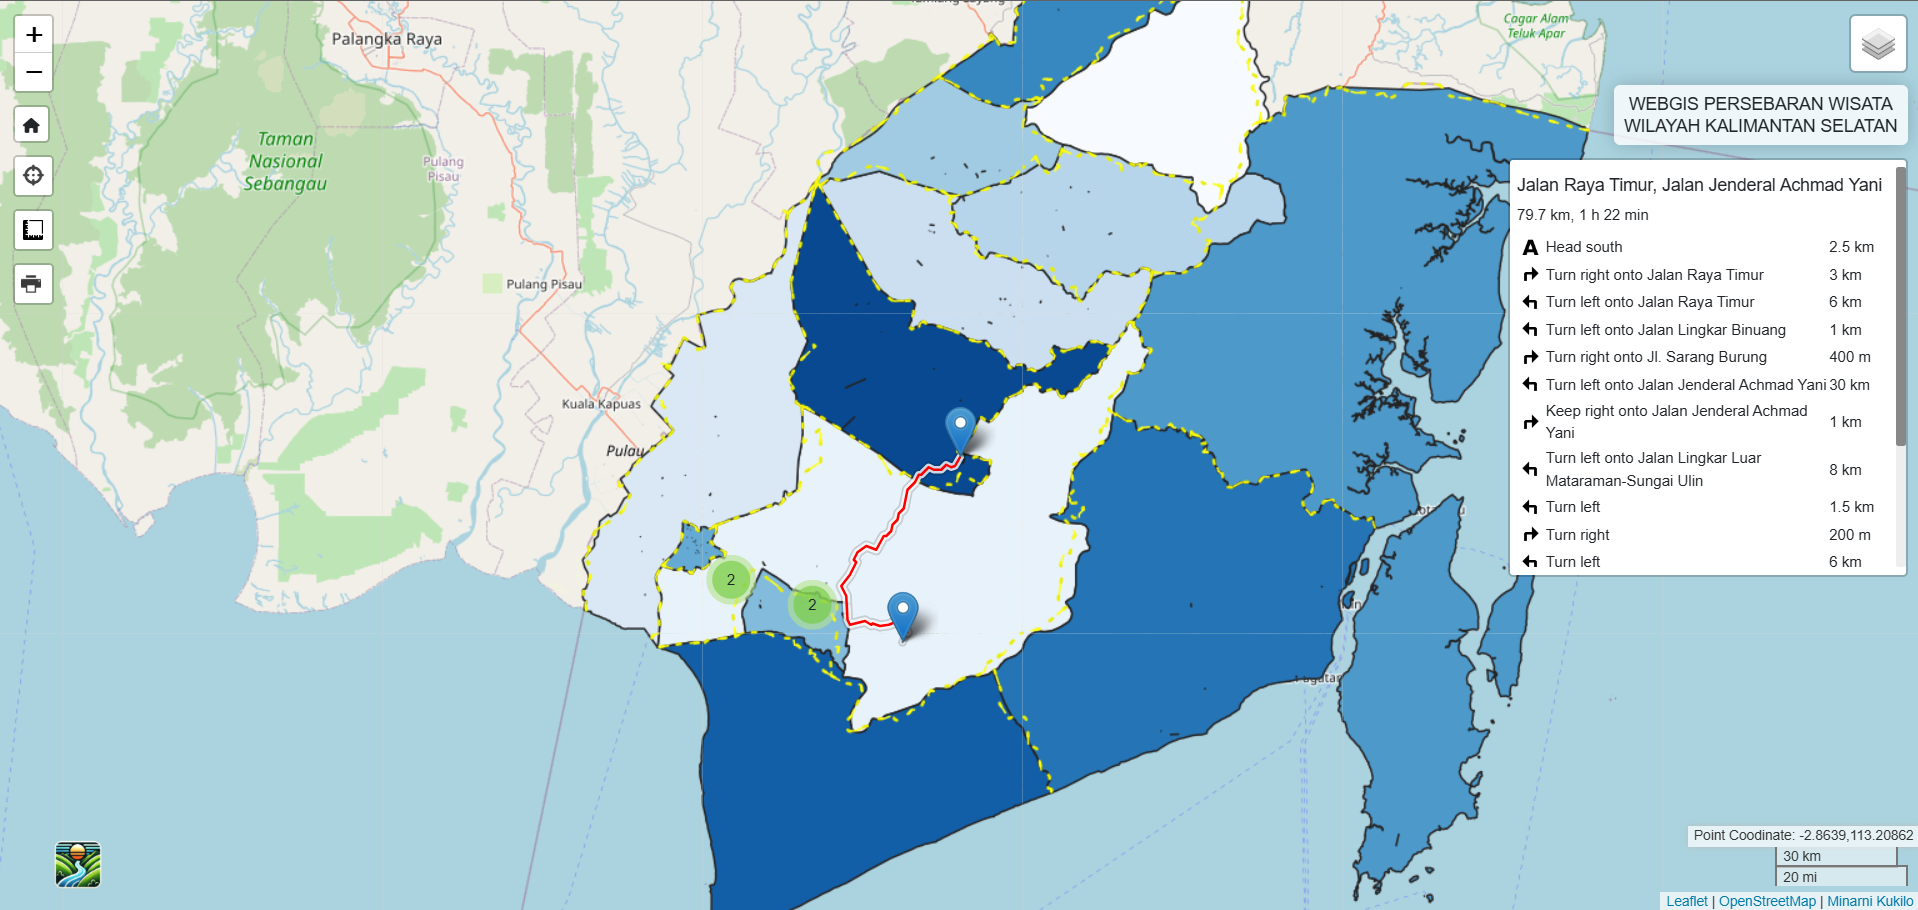 +
−
Palangka Raya
Cagar Alam
Teluk Apar
WEBGIS PERSEBARAN WISATA
WILAYAH KALIMANTAN SELATAN
Taman
Nasional
Sebangau
Pulang
Pisau
Pulang Pisau
Kuala Kapuas
Pulau
2
2
Jalan Raya Timur, Jalan Jenderal Achmad Yani
79.7 km, 1 h 22 min
A Head south 2.5 km
Turn right onto Jalan Raya Timur 3 km
Turn left onto Jalan Raya Timur 6 km
Turn left onto Jalan Lingkar Binuang 1 km
Turn right onto Jl. Sarang Burung 400 m
Turn left onto Jalan Jenderal Achmad Yani 30 km
Keep right onto Jalan Jenderal Achmad
Yani 1 km
Turn left onto Jalan Lingkar Luar
Mataraman-Sungai Ulin 8 km
Turn left 1.5 km
Turn right 200 m
Turn left 6 km
Point Coodinate: -2.8639,113.20862
30 km
20 mi
Leaflet | OpenStreetMap | Minarni Kukilo